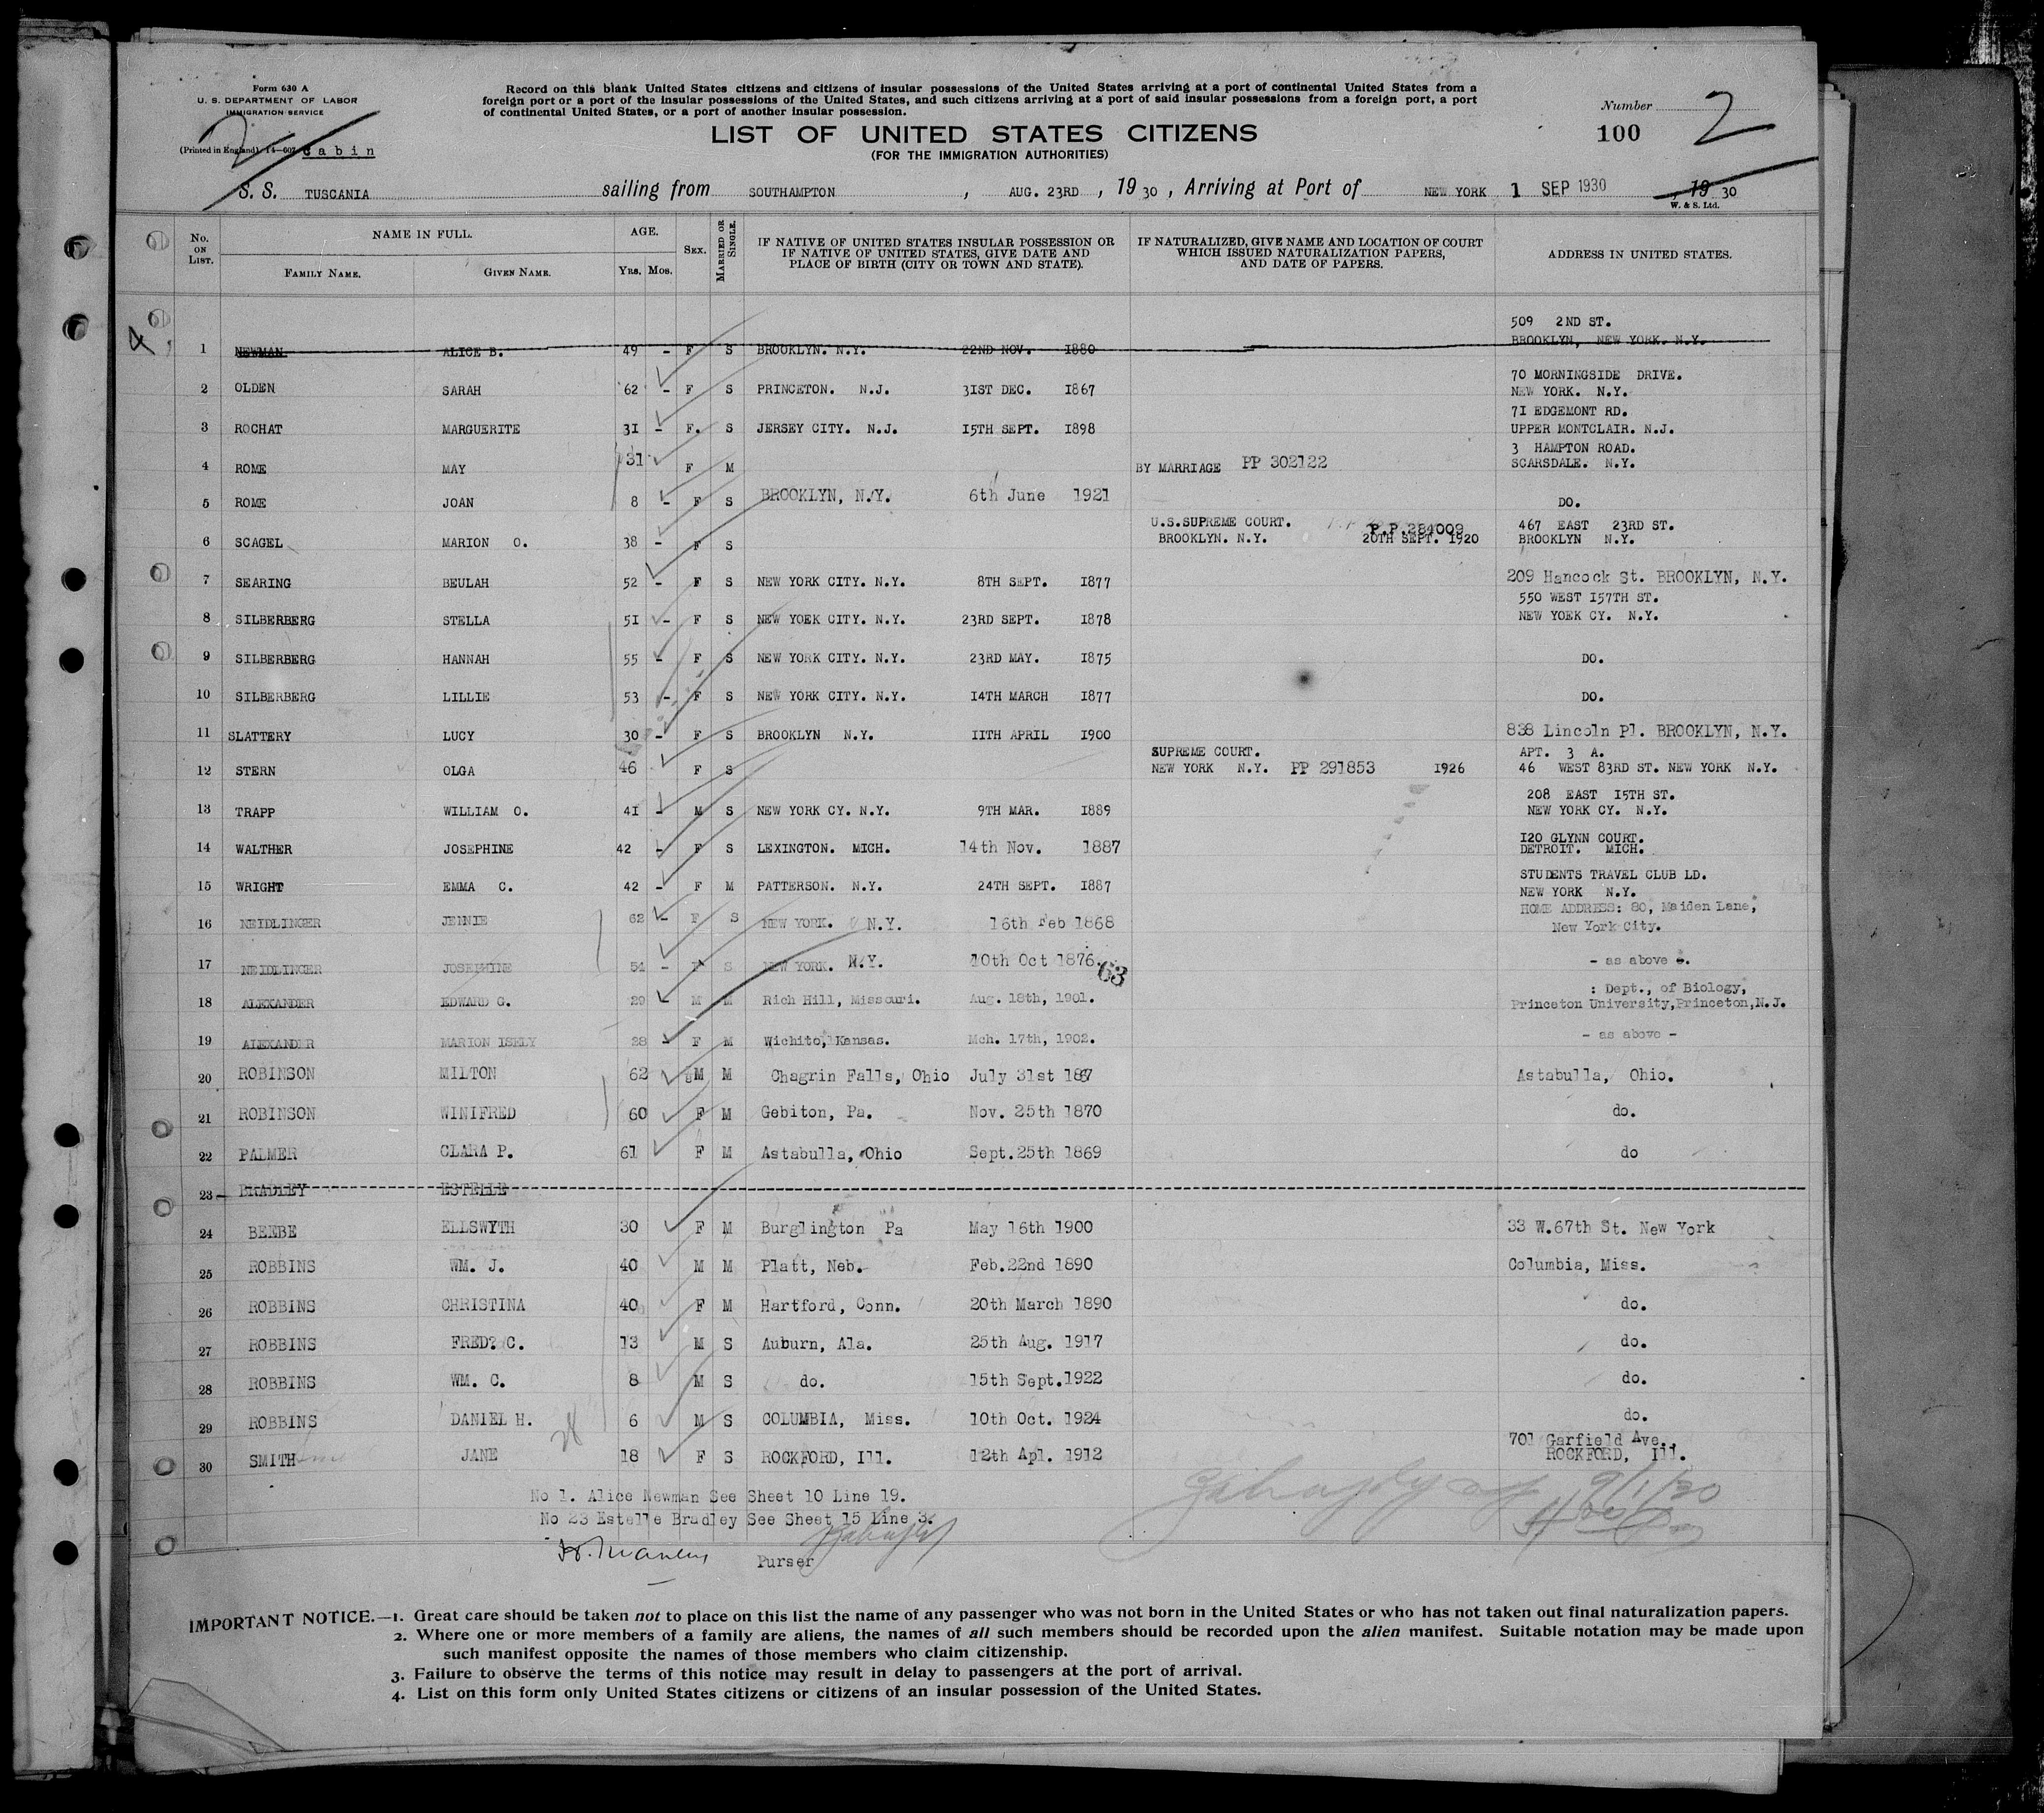 Form 630 A
U. S. DEPARTMENT OF LABOR
IMMIGRATION SERVICE
(Printed in England) 14—607
Cabin
2
Record on this blank United States citizens and citizens of insular possessions of the United States arriving at a port of continental United States from a
foreign port or a port of the insular possessions of the United States, and such citizens arriving at a port of said insular possessions from a foreign port, a port
of continental United States, or a port of another insular possession.
LIST OF UNITED STATES CITIZENS
(FOR THE IMMIGRATION AUTHORITIES)
Number
100
2
S. S. TUSCANIA sailing from SOUTHAMPTON, AUG. 23RD, 1930, Arriving at Port of NEW YORK 1 SEP 1930, 1930
W. & S. Ltd.
No. ON LIST.
NAME IN FULL.
FAMILY NAME.
GIVEN NAME.
AGE.
YRS. MOS.
SEX.
MARRIED OR SINGLE.
IF NATIVE OF UNITED STATES INSULAR POSSESSION OR
IF NATIVE OF UNITED STATES, GIVE DATE AND
PLACE OF BIRTH (CITY OR TOWN AND STATE).
IF NATURALIZED, GIVE NAME AND LOCATION OF COURT
WHICH ISSUED NATURALIZATION PAPERS,
AND DATE OF PAPERS.
ADDRESS IN UNITED STATES.
4
509 2ND ST.
1 NEWMAN ALICE B. 49 - F S BROOKLYN. N.Y. 22ND NOV. 1880 BROOKLYN, NEW YORK. N.Y.
70 MORNINGSIDE DRIVE.
2 OLDEN SARAH 62 - F S PRINCETON. N.J. 31ST DEC. 1867 NEW YORK. N.Y.
71 EDGEMONT RD.
3 ROCHAT MARGUERITE 31 - F. S JERSEY CITY. N.J. 15TH SEPT. 1898 UPPER MONTCLAIR. N.J.
3 HAMPTON ROAD.
4 ROME MAY 31 F M BY MARRIAGE PP 302122 SCARSDALE. N.Y.
5 ROME JOAN 8 - F S BROOKLYN, N.Y. 6th June 1921 DO.
U.S.SUPREME COURT. P.P.284009 467 EAST 23RD ST.
6 SCAGEL MARION O. 38 - F S BROOKLYN. N.Y. 20TH SEPT. 1920 BROOKLYN N.Y.
7 SEARING BEULAH 52 - F S NEW YORK CITY. N.Y. 8TH SEPT. 1877 209 Hancock St. BROOKLYN, N.Y.
550 WEST 157TH ST.
8 SILBERBERG STELLA 51 - F S NEW YOEK CITY. N.Y. 23RD SEPT. 1878 NEW YOEK CY. N.Y.
9 SILBERBERG HANNAH 55 - F S NEW YORK CITY. N.Y. 23RD MAY. 1875 DO.
10 SILBERBERG LILLIE 53 - F S NEW YORK CITY. N.Y. 14TH MARCH 1877 DO.
11 SLATTERY LUCY 30 - F S BROOKLYN N.Y. 11TH APRIL 1900 838 Lincoln Pl. BROOKLYN, N.Y.
SUPREME COURT. APT. 3 A.
12 STERN OLGA 46 F S NEW YORK N.Y. PP 291853 1926 46 WEST 83RD ST. NEW YORK N.Y.
208 EAST 15TH ST.
13 TRAPP WILLIAM O. 41 - M S NEW YORK CY. N.Y. 9TH MAR. 1889 NEW YORK CY. N.Y.
120 GLYNN COURT.
14 WALTHER JOSEPHINE 42 - F S LEXINGTON. MICH. 14th Nov. 1887 DETROIT. MICH.
STUDENTS TRAVEL CLUB LD.
15 WRIGHT EMMA C. 42 - F M PATTERSON. N.Y. 24TH SEPT. 1887 NEW YORK N.Y.
HOME ADDRESS: 80, Maiden Lane,
16 NEIDLINGER JENNIE 62 - F S NEW YORK. N.Y. 16th Feb 1868 New York City.
17 NEIDLINGER JOSEPHINE 54 - F S NEW YORK. N.Y. 10th Oct 1876. - as above -.
63
: Dept., of Biology,
18 ALEXANDER EDWARD G. 29 - M M Rich Hill, Missouri. Aug. 18th, 1901. Princeton University,Princeton,N.J.
19 ALEXANDER MARION ISELY 28 - F M Wichito, Kansas. Mch. 17th, 1902. - as above -
20 ROBINSON MILTON 62 M M Chagrin Falls, Ohio July 31st 1867 Astabulla, Ohio.
21 ROBINSON WINIFRED 60 F M Gebiton, Pa. Nov. 25th 1870 do.
22 PALMER CLARA P. 61 F M Astabulla, Ohio Sept.25th 1869 do
23 BRADLEY ESTELLE
24 BEEBE ELLSWYTH 30 F M Burglington Pa May 16th 1900 33 W.67th St. New York
25 ROBBINS WM. J. 40 M M Platt, Neb. Feb.22nd 1890 Columbia, Miss.
26 ROBBINS CHRISTINA 40 F M Hartford, Conn. 20th March 1890 do.
27 ROBBINS FRED? C. 13 M S Auburn, Ala. 25th Aug. 1917 do.
28 ROBBINS WM. C. 8 M S do. 15th Sept.1922 do.
29 ROBBINS DANIEL H. 6 M S COLUMBIA, Miss. 10th Oct. 1924 do.
701 Garfield Ave.,
30 SMITH JANE 18 F S ROCKFORD, Ill. 12th Apl. 1912 ROCKFORD, Ill.
No 1. Alice Newman See Sheet 10 Line 19.
9/1/30
No 23 Estelle Bradley See Sheet 15 Line 3.
Purser
IMPORTANT NOTICE.—1. Great care should be taken not to place on this list the name of any passenger who was not born in the United States or who has not taken out final naturalization papers.
2. Where one or more members of a family are aliens, the names of all such members should be recorded upon the alien manifest. Suitable notation may be made upon
such manifest opposite the names of those members who claim citizenship.
3. Failure to observe the terms of this notice may result in delay to passengers at the port of arrival.
4. List on this form only United States citizens or citizens of an insular possession of the United States.